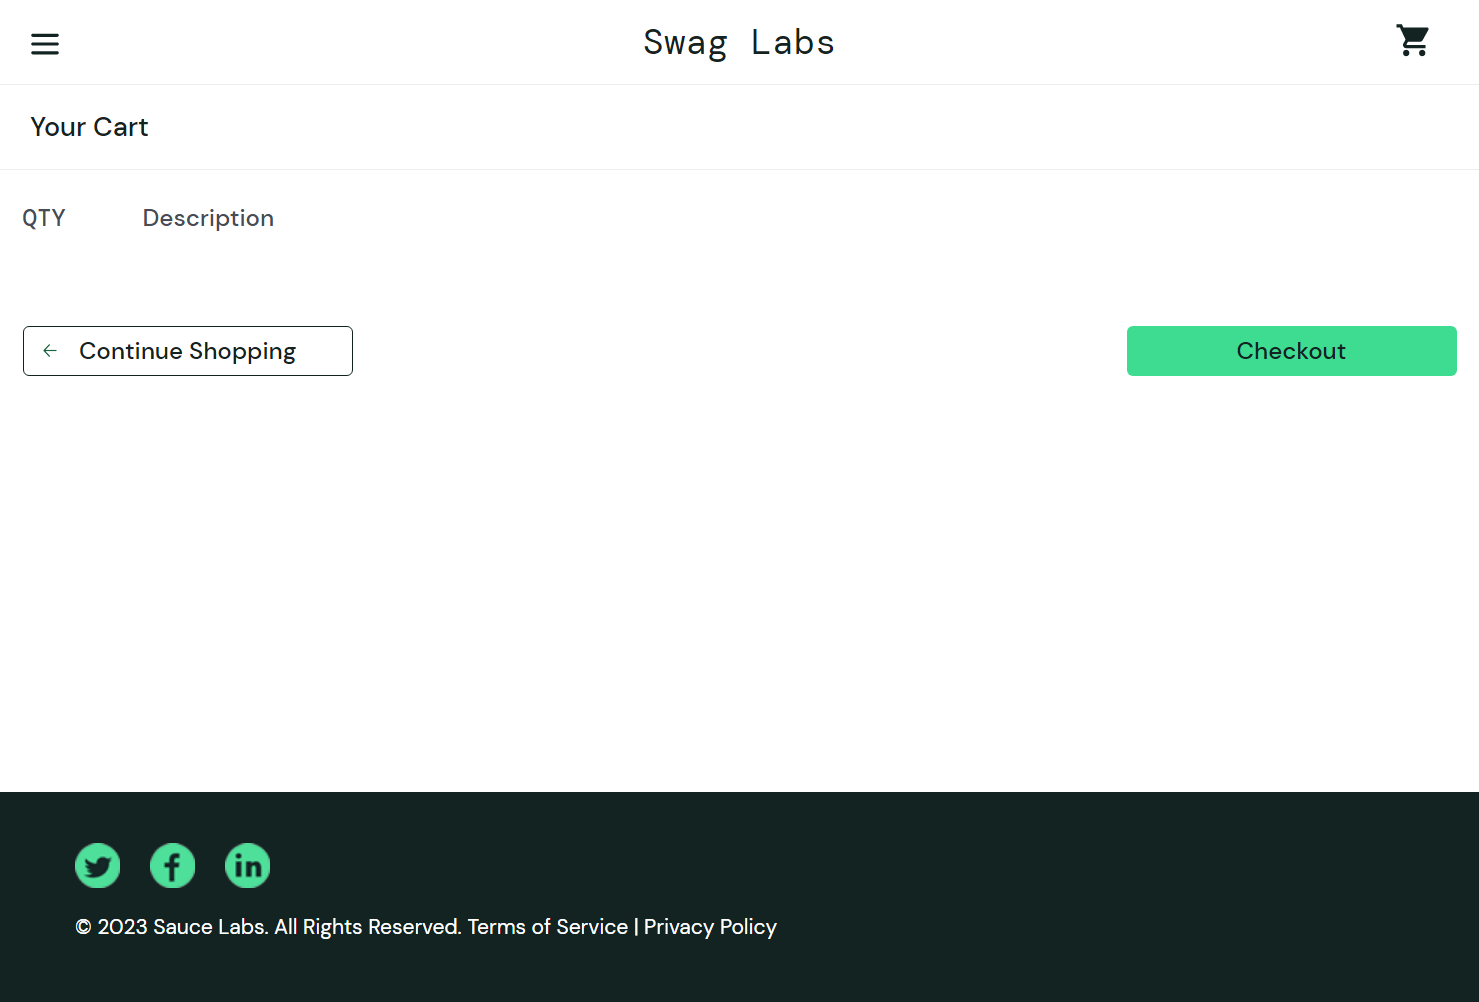 Swag Labs
Your Cart
QTY Description
Continue Shopping
Checkout
© 2023 Sauce Labs. All Rights Reserved. Terms of Service | Privacy Policy